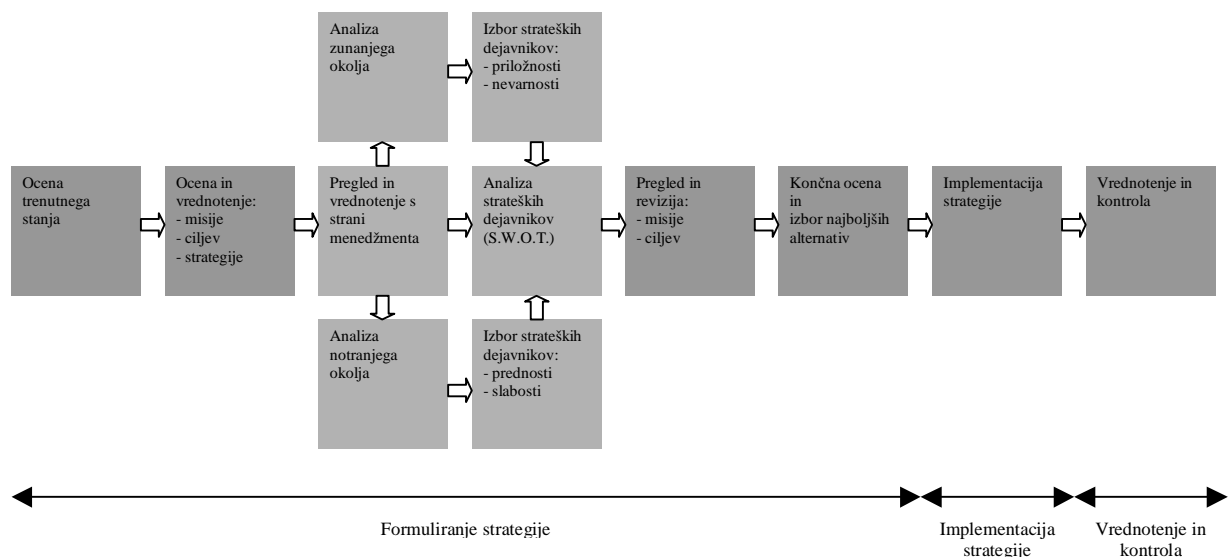 Analiza
zunanjega
okolja
Izbor strateških
dejavnikov:
- priložnosti
- nevarnosti
Ocena
trenutnega
stanja
Ocena in
vrednotenje:
- misije
- ciljev
- strategije
Pregled in
vrednotenje s
strani
menedžmenta
Analiza
strateških
dejavnikov
(S.W.O.T.)
Pregled in
revizija:
- misije
- ciljev
Končna ocena
in
izbor najboljših
alternativ
Implementacija
strategije
Vrednotenje in
kontrola
Analiza
notranjega
okolja
Izbor strateških
dejavnikov:
- prednosti
- slabosti
Formuliranje strategije
Implementacija
strategije
Vrednotenje in
kontrola